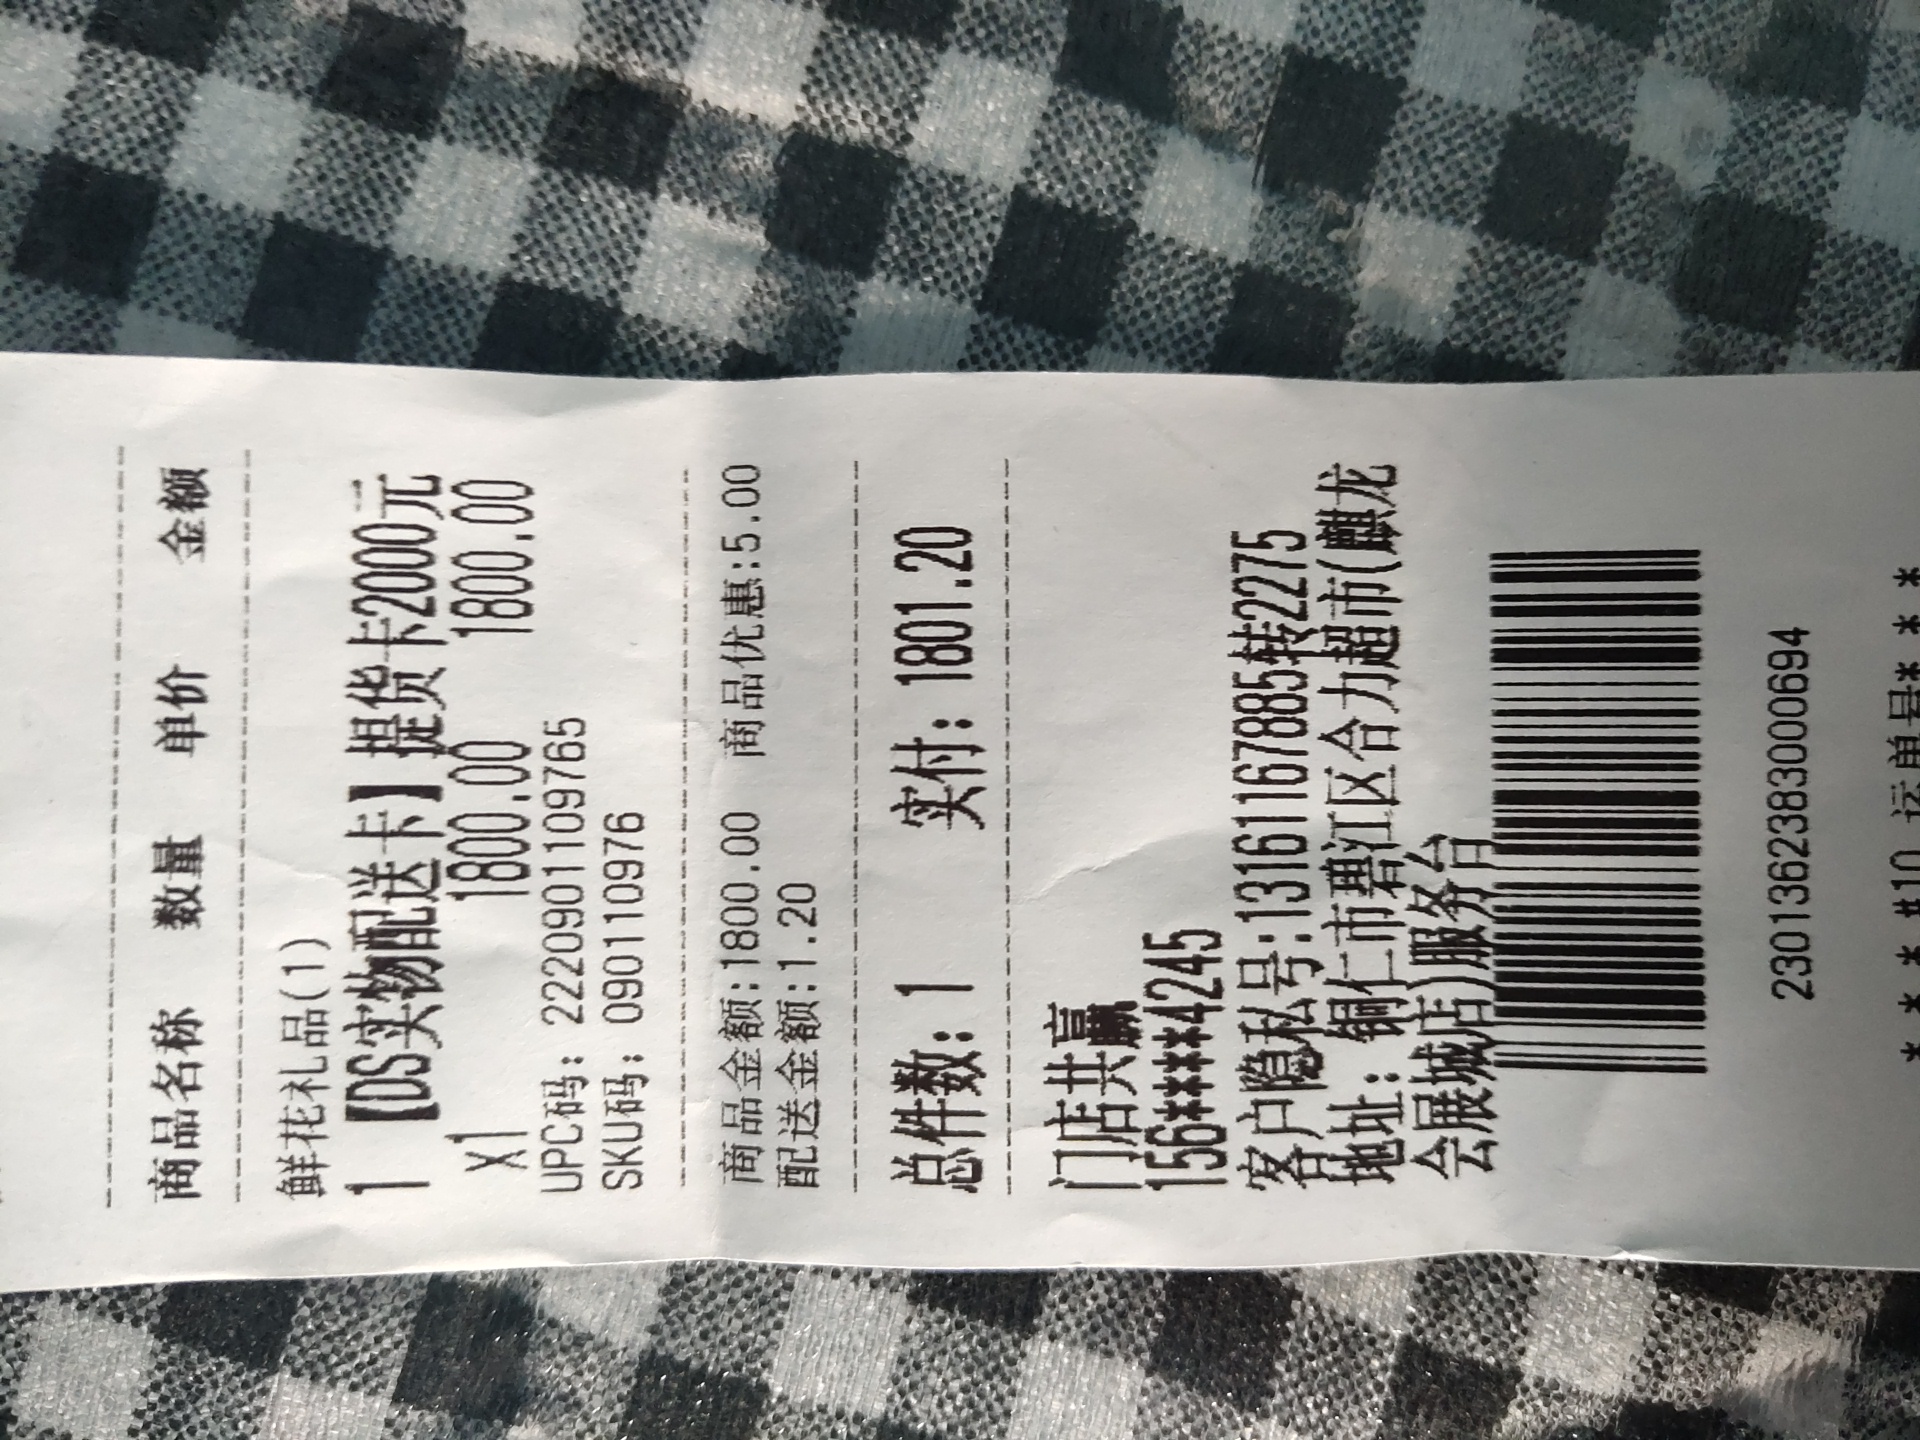 商品名称 数量 单价 金额
鲜花礼品(1)
1 【DS实物配送卡】提货卡2000元
x1 1800.00 1800.00
UPC码: 2220901109765
SKU码: 090110976
商品金额:1800.00 商品优惠:5.00
配送金额:1.20
总件数: 1 实付: 1801.20
门店共赢
156****4245
客户隐私号:13161167885转2275
地址: 铜仁市碧江区合力超市(麒龙
会展城店)服务台
2301362383000694
* * * #10 运单号* * * *